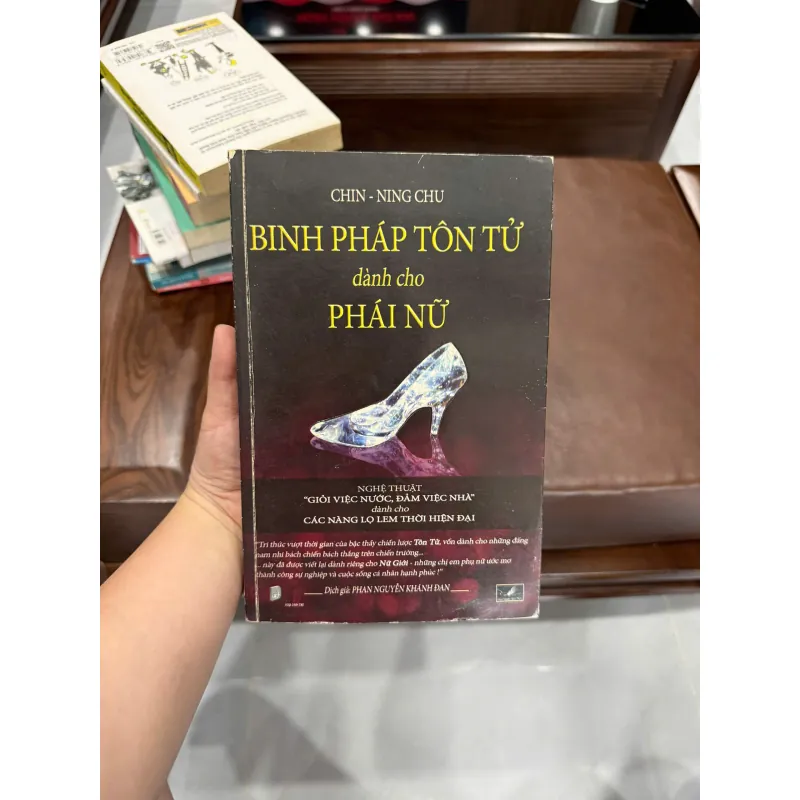 CHIN - NING CHU
BINH PHÁP TÔN TỬ
dành cho
PHÁI NỮ
NGHỆ THUẬT
"GIỎI VIỆC NƯỚC, ĐẢM VIỆC NHÀ"
dành cho
CÁC NÀNG LỌ LEM THỜI HIỆN ĐẠI
"Tri thức vượt thời gian của bậc thầy chiến lược Tôn Tử, vốn dành cho những đấng
nam nhi bách chiến bách thắng trên chiến trường...
... này đã được viết lại dành riêng cho Nữ Giới - những chị em phụ nữ ước mơ
thành công sự nghiệp và cuộc sống cá nhân hạnh phúc !"
Dịch giả: PHAN NGUYỄN KHÁNH ĐAN